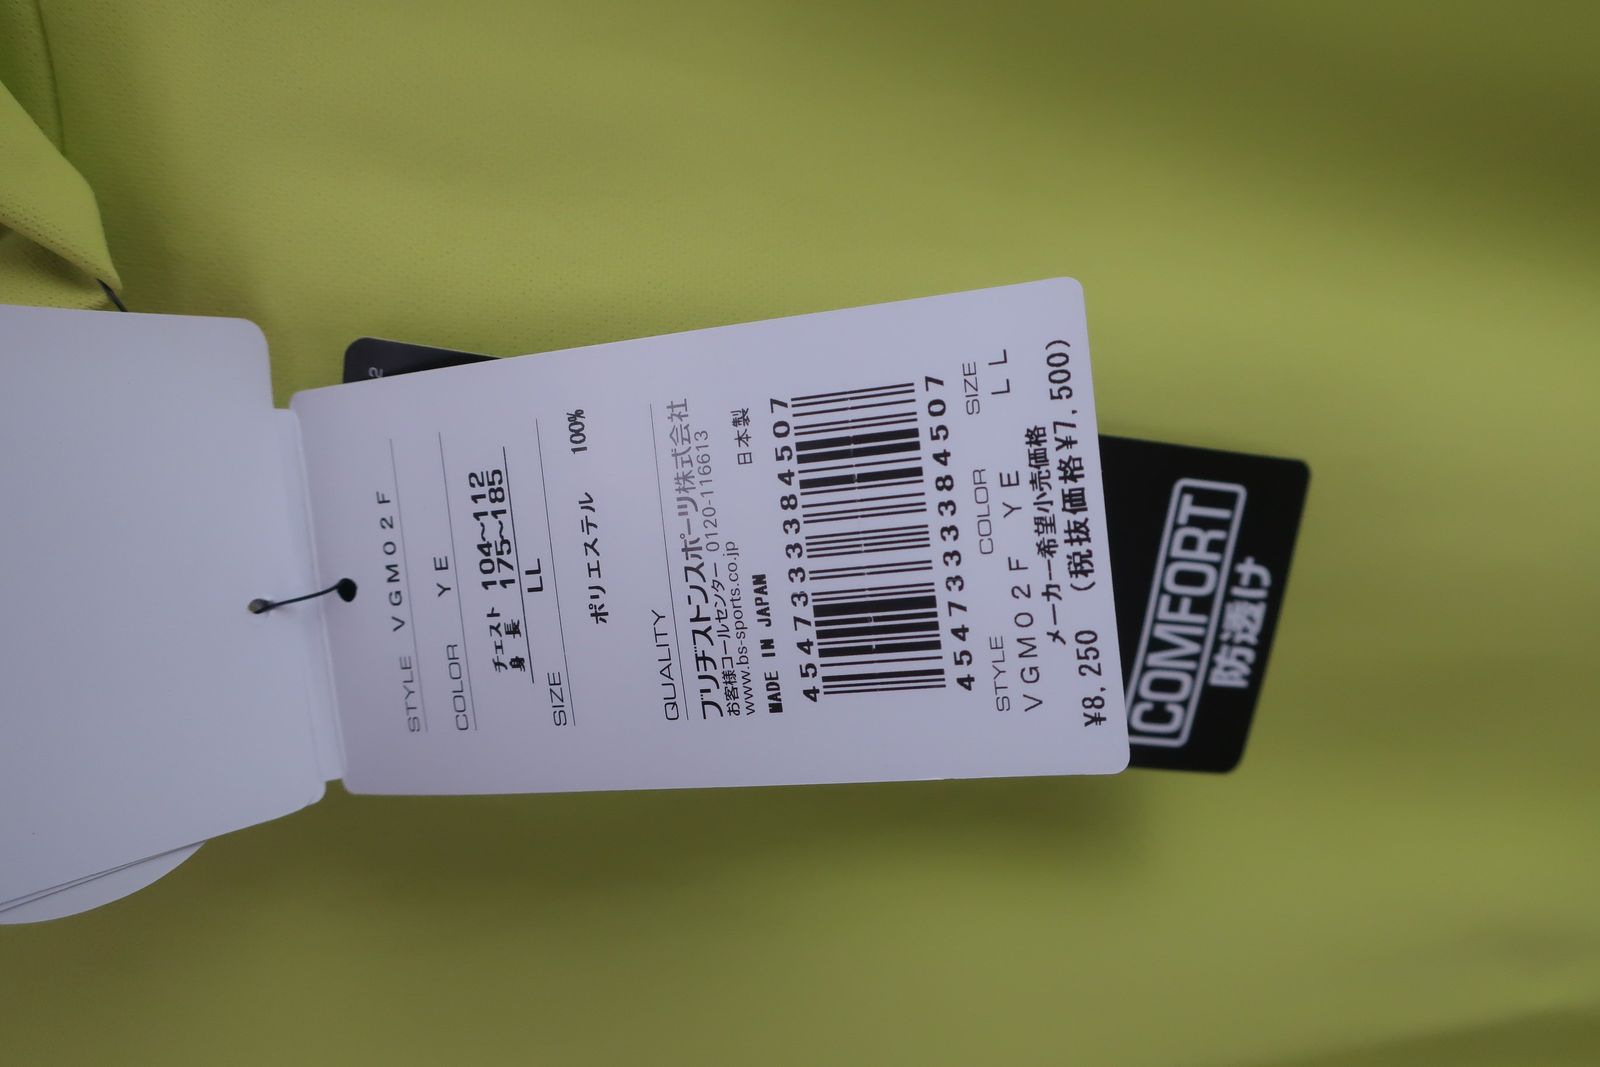 STYLE VGM02F
COLOR YE
チェスト 104~112
身長 175~185
SIZE LL
ポリエステル 100%
QUALITY
ブリヂストンスポーツ株式会社
お客様コールセンター 0120-116613
www.bs-sports.co.jp 日本製
MADE IN JAPAN
4547333384507
4547333384507
STYLE COLOR SIZE
VGM02F YE LL
メーカー希望小売価格
¥8,250 (税抜価格¥7,500)
COMFORT
防透け
2